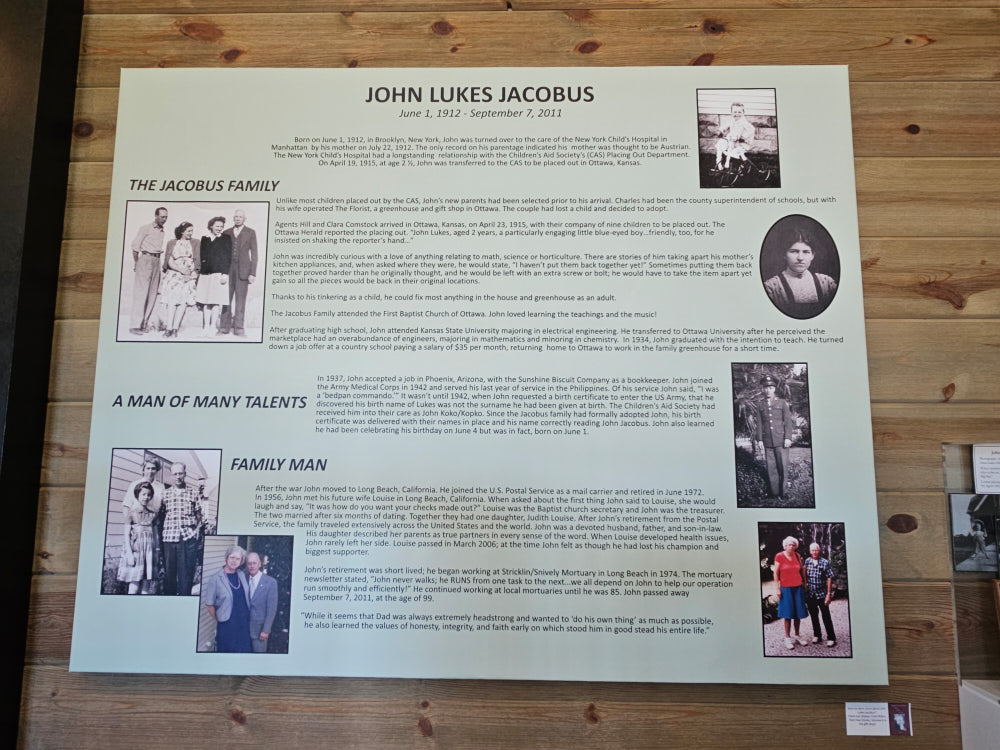 JOHN LUKES JACOBUS
June 1, 1912 - September 7, 2011
Born on June 1, 1912, in Brooklyn, New York, John was turned over to the care of the New York Child's Hospital in
Manhattan by his mother on July 22, 1912. The only record on his parentage indicated his mother was thought to be Austrian.
The New York Child's Hospital had a longstanding relationship with the Children's Aid Society's (CAS) Placing Out Department.
On April 19, 1915, at age 2 ½, John was transferred to the CAS to be placed out in Ottawa, Kansas.
THE JACOBUS FAMILY
Unlike most children placed out by the CAS, John's new parents had been selected prior to his arrival. Charles had been the county superintendent of schools, but with
his wife operated The Florist, a greenhouse and gift shop in Ottawa. The couple had lost a child and decided to adopt.
Agents Hill and Clara Comstock arrived in Ottawa, Kansas, on April 23, 1915, with their company of nine children to be placed out. The
Ottawa Herald reported the placing out. "John Lukes, aged 2 years, a particularly engaging little blue-eyed boy...friendly, too, for he
insisted on shaking the reporter's hand..."
John was incredibly curious with a love of anything relating to math, science or horticulture. There are stories of him taking apart his mother's
kitchen appliances, and, when asked where they were, he would state, "I haven't put them back together yet!" Sometimes putting them back
together proved harder than he originally thought, and he would be left with an extra screw or bolt; he would have to take the item apart yet
gain so all the pieces would be back in their original locations.
Thanks to his tinkering as a child, he could fix most anything in the house and greenhouse as an adult.
The Jacobus Family attended the First Baptist Church of Ottawa. John loved learning the teachings and the music!
After graduating high school, John attended Kansas State University majoring in electrical engineering. He transferred to Ottawa University after he perceived the
marketplace had an overabundance of engineers, majoring in mathematics and minoring in chemistry. In 1934, John graduated with the intention to teach. He turned
down a job offer at a country school paying a salary of $35 per month, returning home to Ottawa to work in the family greenhouse for a short time.
A MAN OF MANY TALENTS
In 1937, John accepted a job in Phoenix, Arizona, with the Sunshine Biscuit Company as a bookkeeper. John joined
the Army Medical Corps in 1942 and served his last year of service in the Philippines. Of his service John said, "I was
a 'bedpan commando.'" It wasn't until 1942, when John requested a birth certificate to enter the US Army, that he
discovered his birth name of Lukes was not the surname he had been given at birth. The Children's Aid Society had
received him into their care as John Koko/Kopko. Since the Jacobus family had formally adopted John, his birth
certificate was delivered with their names in place and his name correctly reading John Jacobus. John also learned
he had been celebrating his birthday on June 4 but was in fact, born on June 1.
FAMILY MAN
After the war John moved to Long Beach, California. He joined the U.S. Postal Service as a mail carrier and retired in June 1972.
In 1956, John met his future wife Louise in Long Beach, California. When asked about the first thing John said to Louise, she would
laugh and say, "It was how do you want your checks made out?" Louise was the Baptist church secretary and John was the treasurer.
The two married after six months of dating. Together they had one daughter, Judith Louise. After John's retirement from the Postal
Service, the family traveled extensively across the United States and the world. John was a devoted husband, father, and son-in-law.
His daughter described her parents as true partners in every sense of the word. When Louise developed health issues,
John rarely left her side. Louise passed in March 2006; at the time John felt as though he had lost his champion and
biggest supporter.
John's retirement was short lived; he began working at Stricklin/Snively Mortuary in Long Beach in 1974. The mortuary
newsletter stated, "John never walks; he RUNS from one task to the next...we all depend on John to help our operation
run smoothly and efficiently!" He continued working at local mortuaries until he was 85. John passed away
September 7, 2011, at the age of 99.
"While it seems that Dad was always extremely headstrong and wanted to 'do his own thing' as much as possible,
he also learned the values of honesty, integrity, and faith early on which stood him in good stead his entire life."